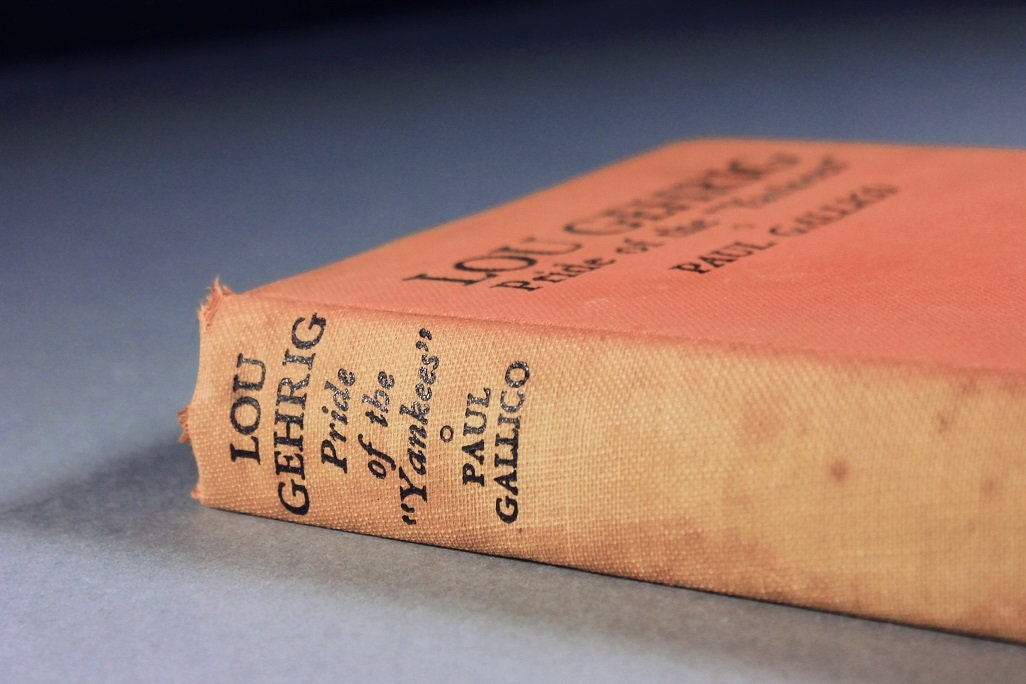 LOU GEHRIG
Pride of the "Yankees"
PAUL GALLICO
LOU
GEHRIG
Pride
of the
"Yankees"
PAUL
GALLICO